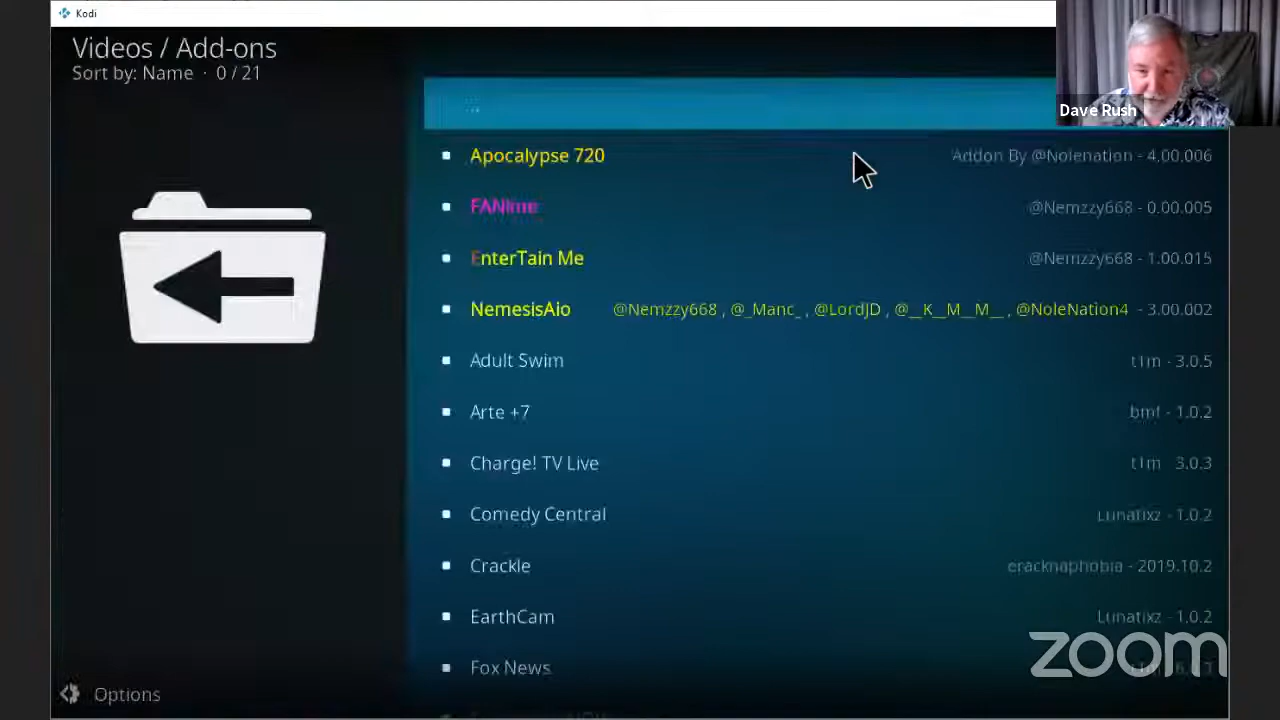 Kodi
Videos / Add-ons
Sort by: Name · 0 / 21
Dave Rush
..
Apocalypse 720 Addon By @Nolenation - 4.00.006
FANime @Nemzzy668 - 0.00.005
EnterTain Me @Nemzzy668 - 1.00.015
NemesisAio @Nemzzy668 , @_Manc_ , @LordJD , @__K__M__M__ , @NoleNation4 - 3.00.002
Adult Swim t1m - 3.0.5
Arte +7 bmf - 1.0.2
Charge! TV Live t1m 3.0.3
Comedy Central Lunatixz - 1.0.2
Crackle eracknaphobia - 2019.10.2
EarthCam Lunatixz - 1.0.2
Fox News
zoom
Options